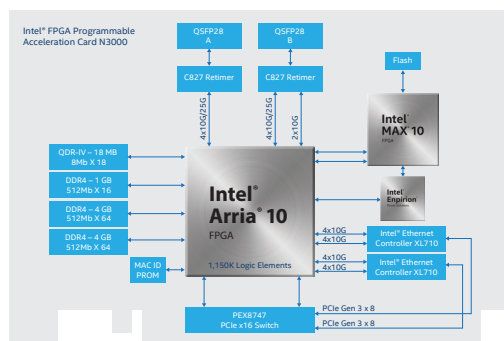 Intel® FPGA Programmable
Acceleration Card N3000
QSFP28
A
QSFP28
B
C827 Retimer
C827 Retimer
Flash
4x10G/25G
4x10G/25G
2x10G
Intel®
MAX® 10
FPGA
QDR-IV – 18 MB
8Mb X 18
DDR4 – 1 GB
512Mb X 16
DDR4 – 4 GB
512Mb X 64
DDR4 – 4 GB
512Mb X 64
Intel®
Arria® 10
FPGA
1,150K Logic Elements
Intel
Enpirion
MAC ID
PROM
4x10G
4x10G
4x10G
4x10G
Intel® Ethernet
Controller XL710
Intel® Ethernet
Controller XL710
PEX8747
PCIe x16 Switch
PCIe Gen 3 x 8
PCIe Gen 3 x 8